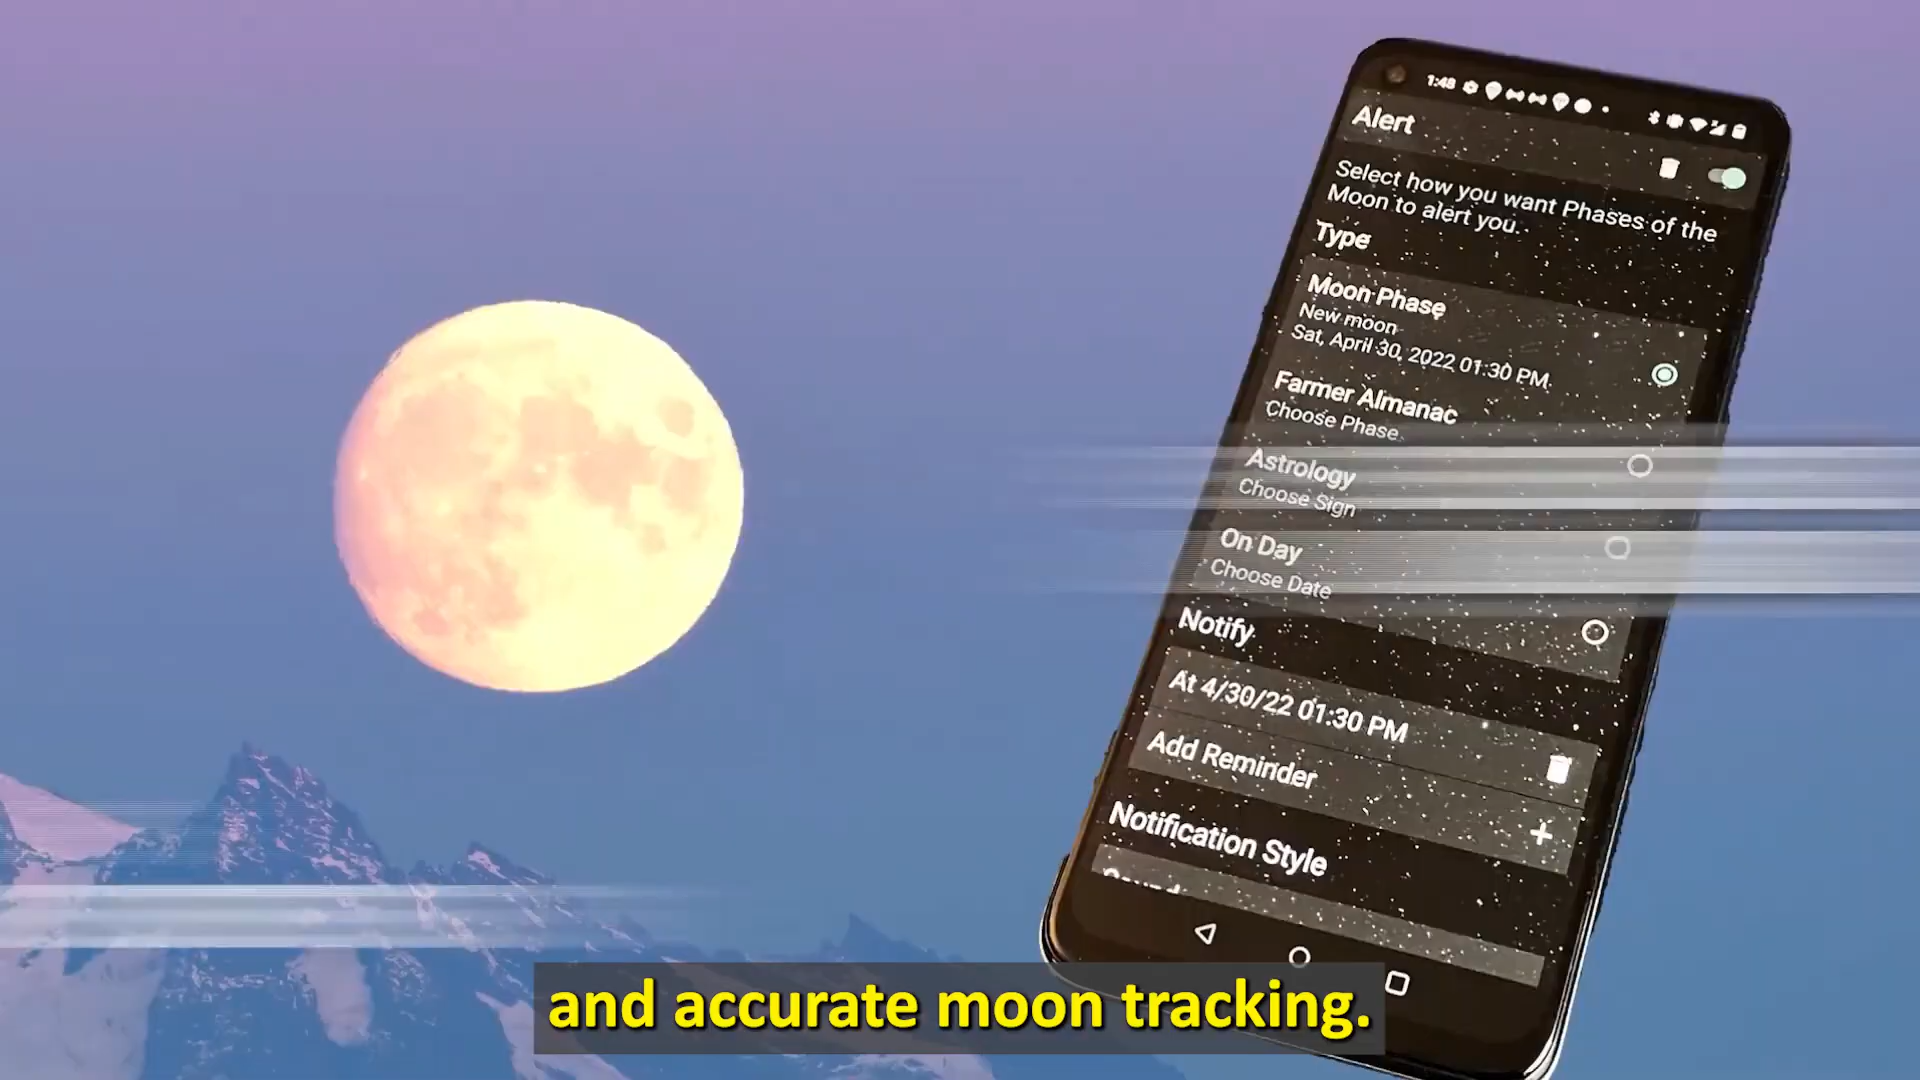 1:48
Alert
Select how you want Phases of the
Moon to alert you.
Type
Moon Phase
New moon
Sat, April 30, 2022 01:30 PM
Farmer Almanac
Choose Phase
Astrology
Choose Sign
On Day
Choose Date
Notify
At 4/30/22 01:30 PM
Add Reminder
Notification Style
and accurate moon tracking.